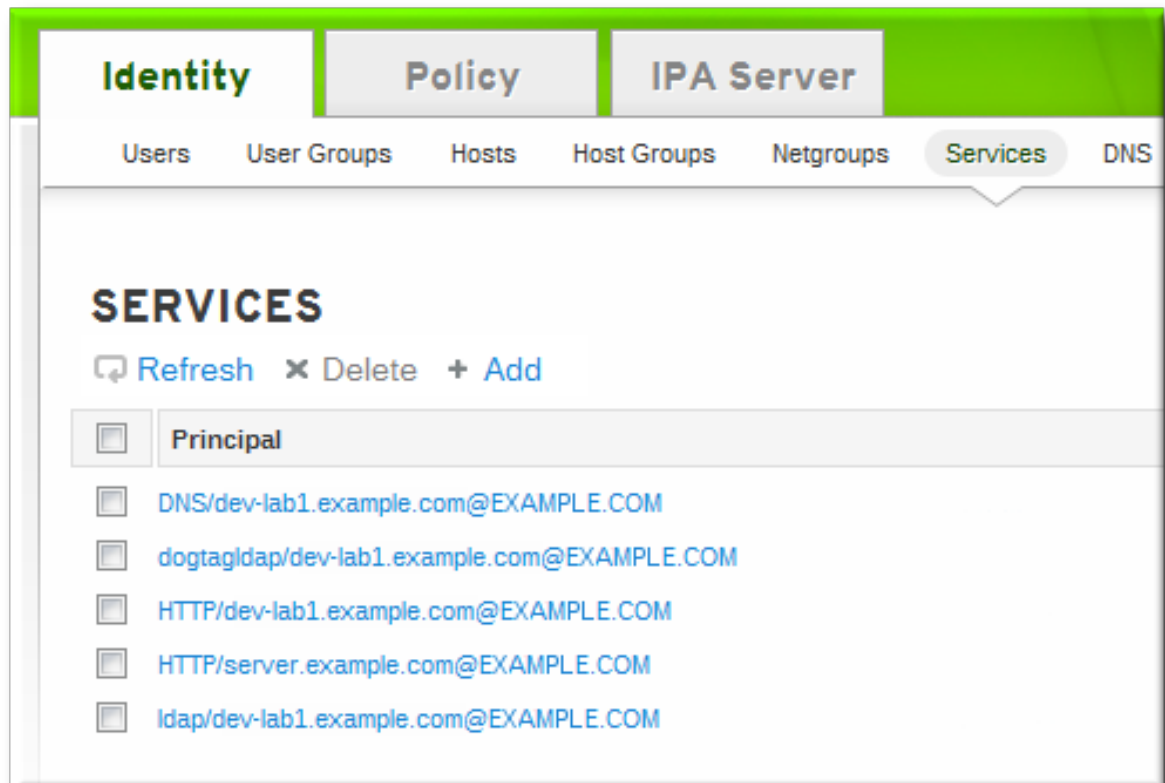 Identity Policy IPA Server
Users User Groups Hosts Host Groups Netgroups Services DNS
SERVICES
Refresh Delete + Add
Principal
DNS/dev-lab1.example.com@EXAMPLE.COM
dogtagldap/dev-lab1.example.com@EXAMPLE.COM
HTTP/dev-lab1.example.com@EXAMPLE.COM
HTTP/server.example.com@EXAMPLE.COM
ldap/dev-lab1.example.com@EXAMPLE.COM